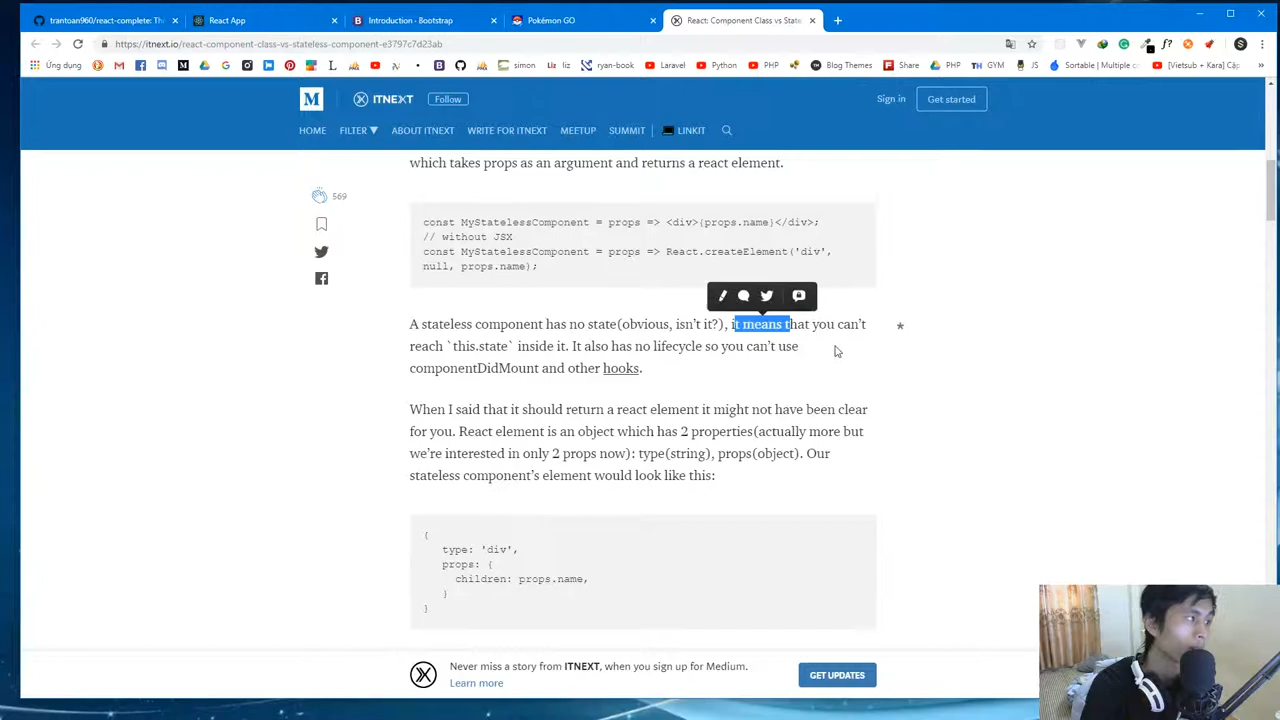 trantoan960/react-complete: Th
React App
Introduction · Bootstrap
Pokémon GO
React: Component Class vs State
https://itnext.io/react-component-class-vs-stateless-component-e3797c7d23ab
Ứng dụng
simon
Liz liz
ryan-book
Laravel
Python
PHP
Blog Themes
Share
PHP
GYM
JS
Sortable | Multiple c
[Vietsub + Kara] Cặp
M
ITNEXT
Follow
Sign in
Get started
HOME
FILTER
ABOUT ITNEXT
WRITE FOR ITNEXT
MEETUP
SUMMIT
LINKIT
which takes props as an argument and returns a react element.
569
const MyStatelessComponent = props => <div>{props.name}</div>;
// without JSX
const MyStatelessComponent = props => React.createElement('div',
null, props.name);
A stateless component has no state(obvious, isn’t it?), it means that you can’t
reach `this.state` inside it. It also has no lifecycle so you can’t use
componentDidMount and other hooks.
When I said that it should return a react element it might not have been clear
for you. React element is an object which has 2 properties(actually more but
we’re interested in only 2 props now): type(string), props(object). Our
stateless component’s element would look like this:
{
type: 'div',
props: {
children: props.name,
}
}
Never miss a story from ITNEXT, when you sign up for Medium.
Learn more
GET UPDATES